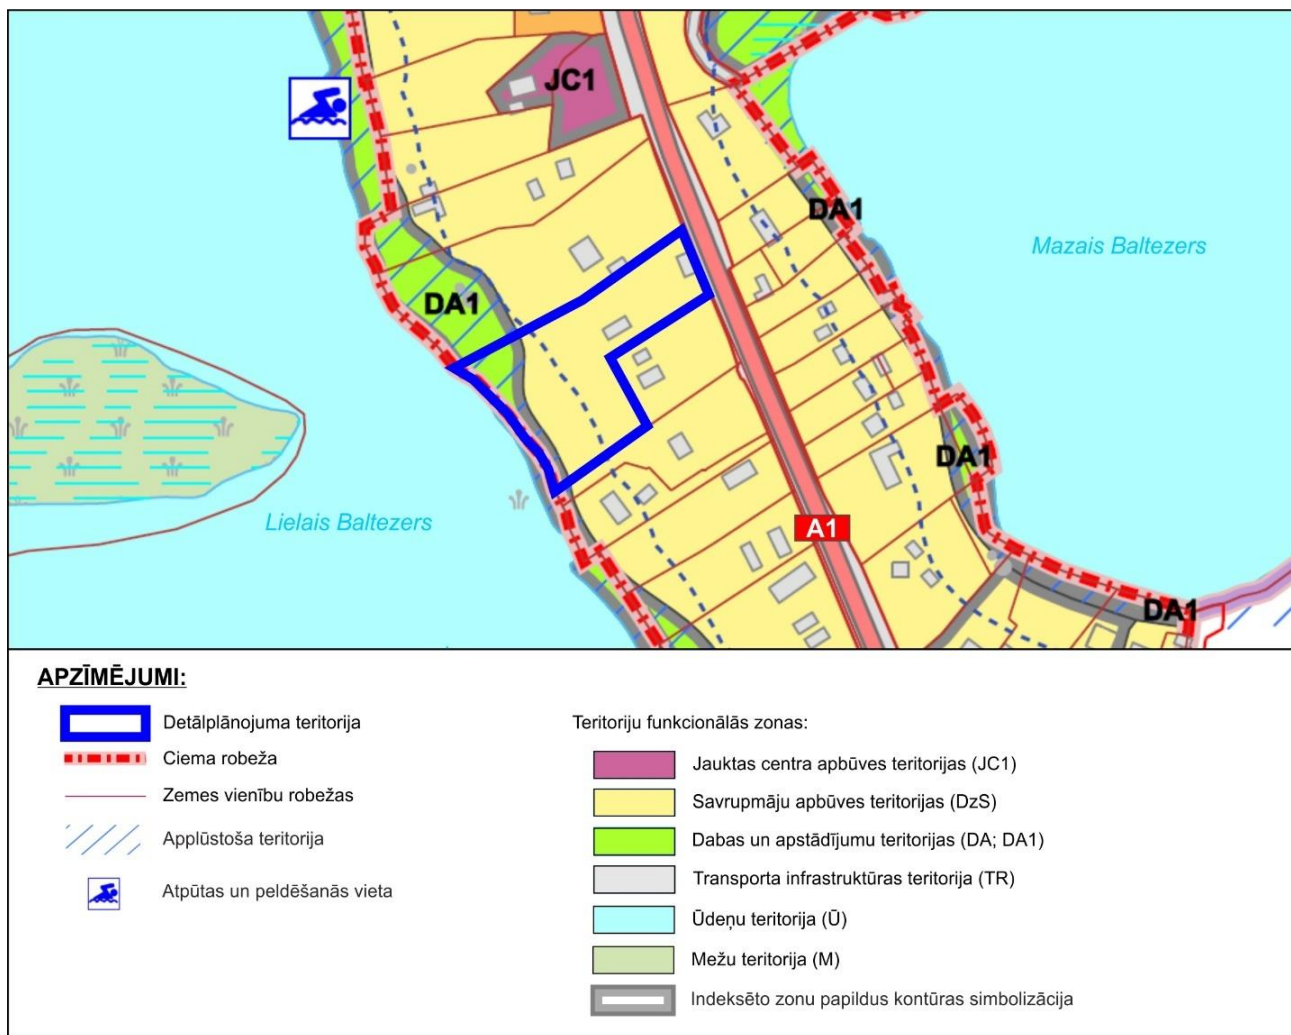 JC1
DA1
Mazais Baltezers
DA1
DA1
Lielais Baltezers
A1
DA1
APZĪMĒJUMI:
Detālplānojuma teritorija
Ciema robeža
Zemes vienību robežas
Applūstoša teritorija
Atpūtas un peldēšanās vieta
Teritoriju funkcionālās zonas:
Jauktas centra apbūves teritorijas (JC1)
Savrupmāju apbūves teritorijas (DzS)
Dabas un apstādījumu teritorijas (DA; DA1)
Transporta infrastruktūras teritorija (TR)
Ūdeņu teritorija (Ū)
Mežu teritorija (M)
Indeksēto zonu papildus kontūras simbolizācija